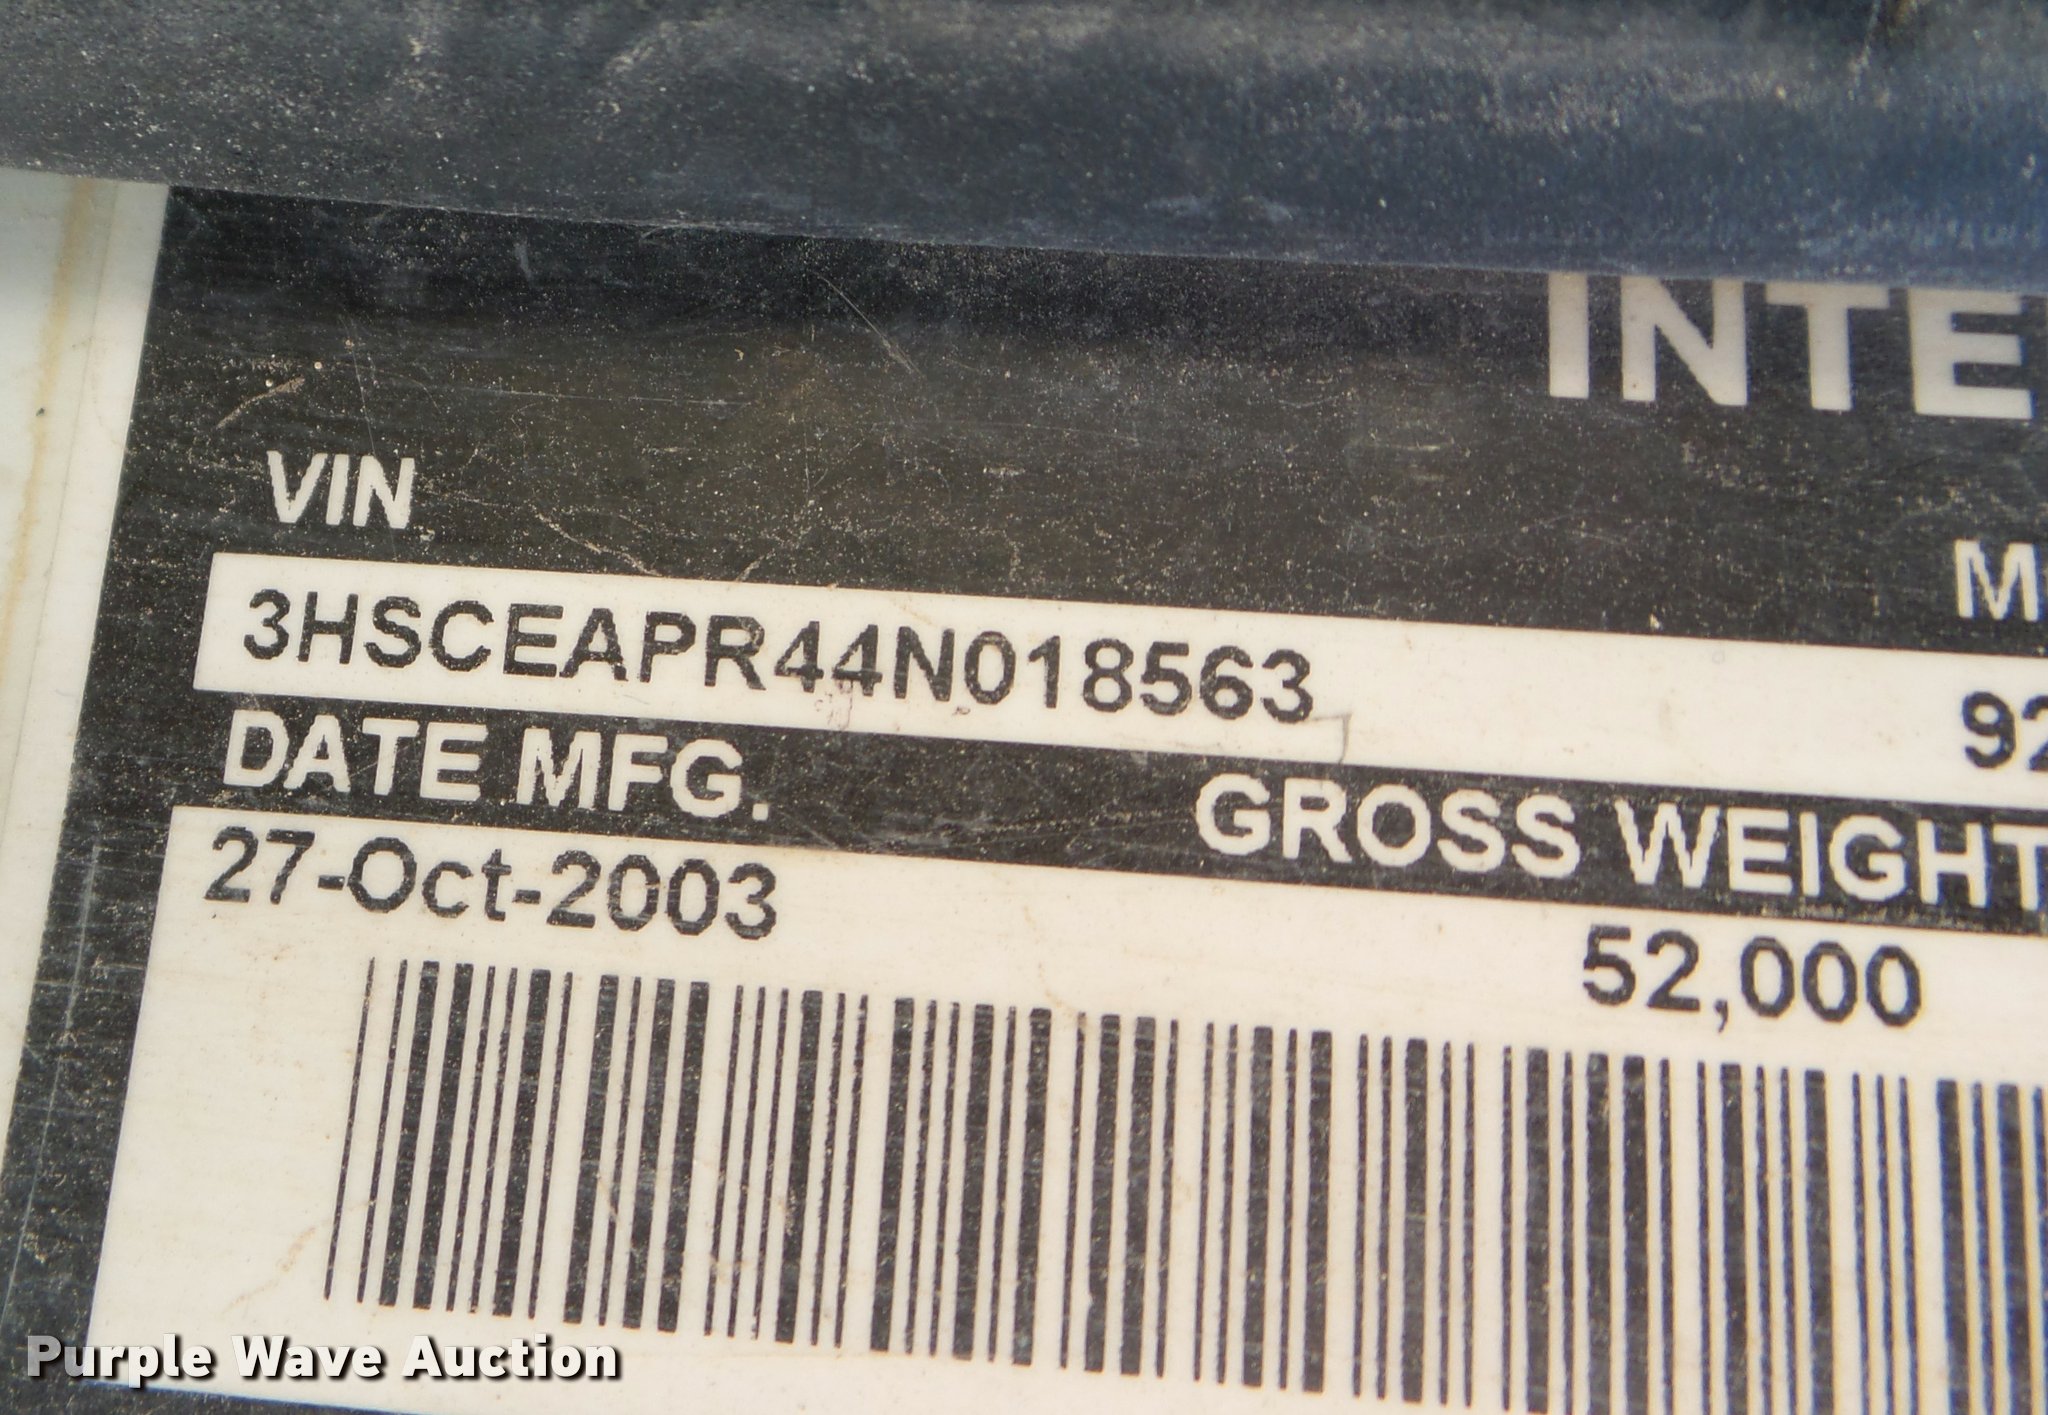 INTE
VIN
M
3HSCEAPR44N018563
92
DATE MFG.
GROSS WEIGHT
27-Oct-2003
52,000
Purple Wave Auction